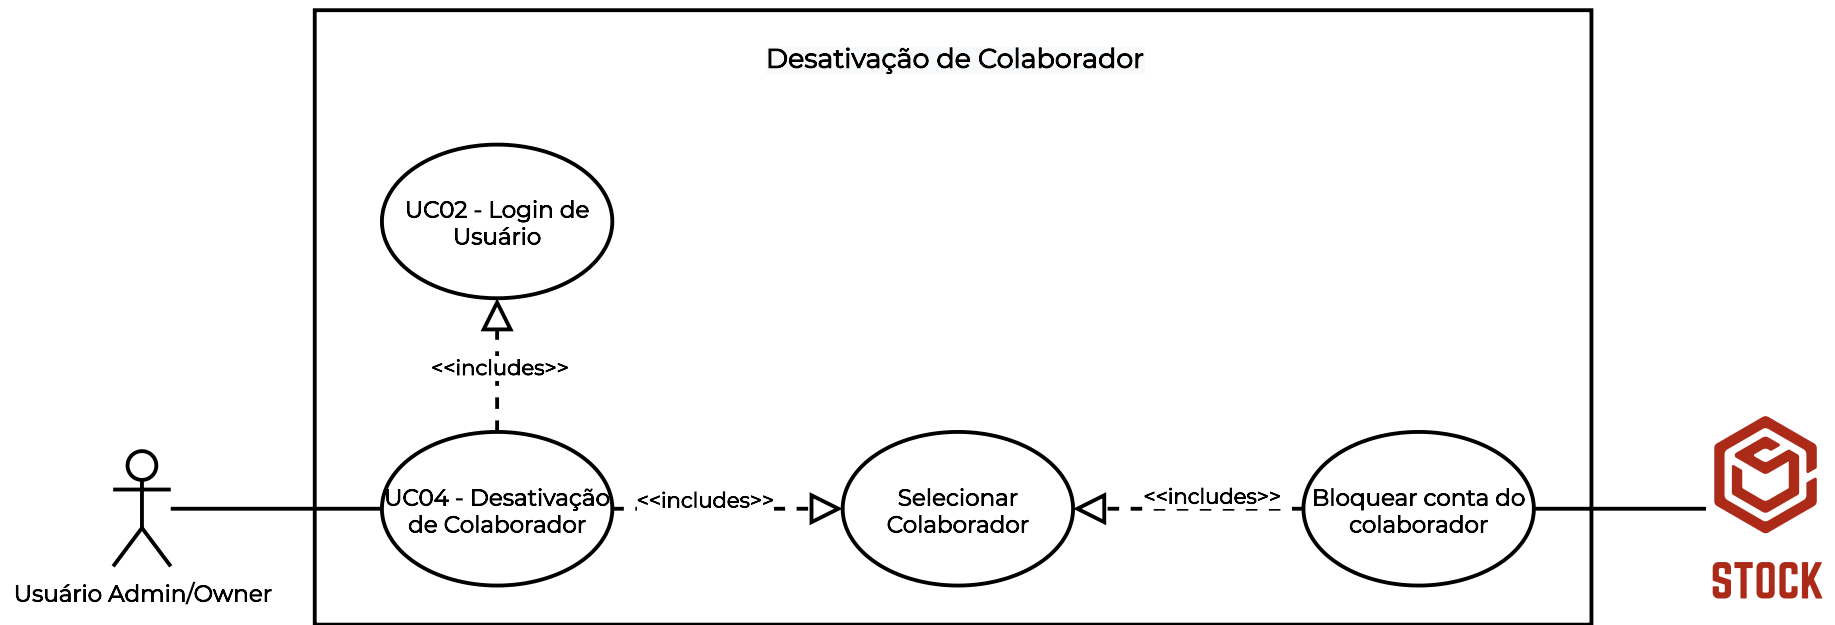 Desativação de Colaborador
UC02 - Login de
Usuário
<<includes>>
UC04 - Desativação
de Colaborador
<<includes>>
Selecionar
Colaborador
<<includes>>
Bloquear conta do
colaborador
Usuário Admin/Owner
STOCK